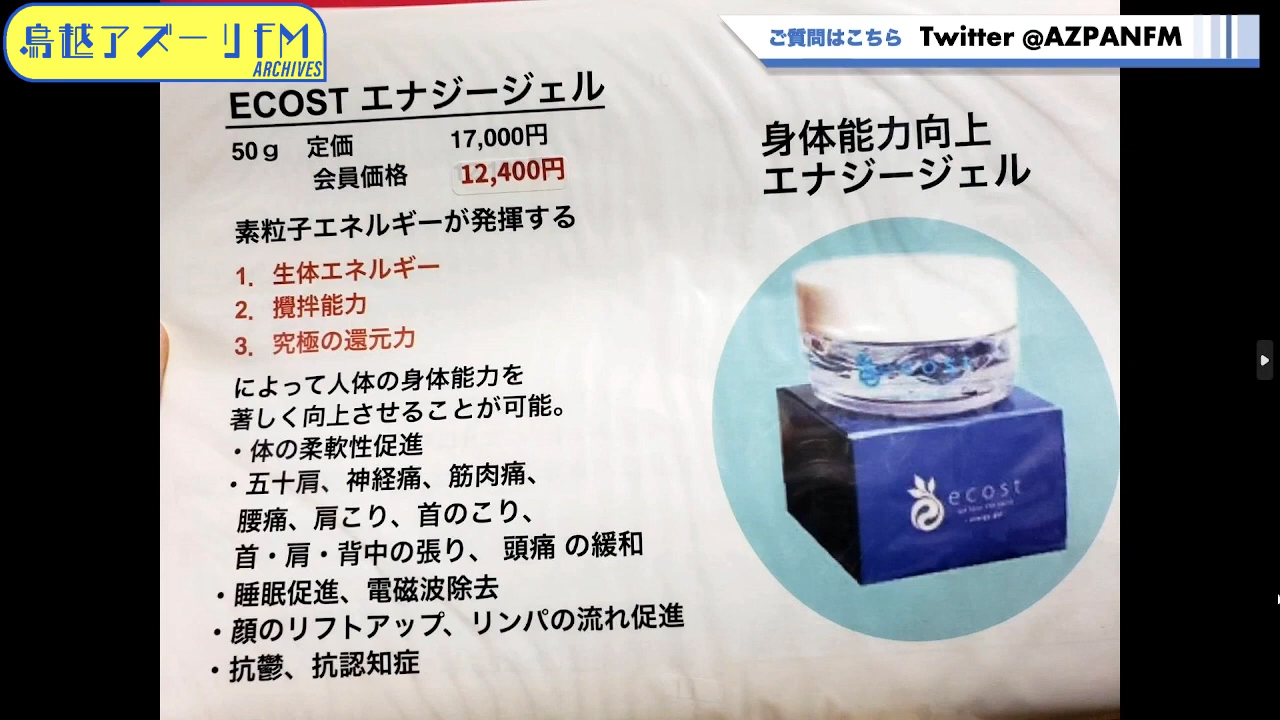 鳥越アズーリFM
ARCHIVES
ご質問はこちら Twitter @AZPANFM
ECOST エナジージェル
50g 定価 17,000円
会員価格 12,400円
素粒子エネルギーが発揮する
1. 生体エネルギー
2. 攪拌能力
3. 究極の還元力
によって人体の身体能力を
著しく向上させることが可能。
・体の柔軟性促進
・五十肩、神経痛、筋肉痛、
腰痛、肩こり、首のこり、
首・肩・背中の張り、 頭痛 の緩和
・睡眠促進、電磁波除去
・顔のリフトアップ、リンパの流れ促進
・抗鬱、抗認知症
身体能力向上
エナジージェル
ecost
ecost